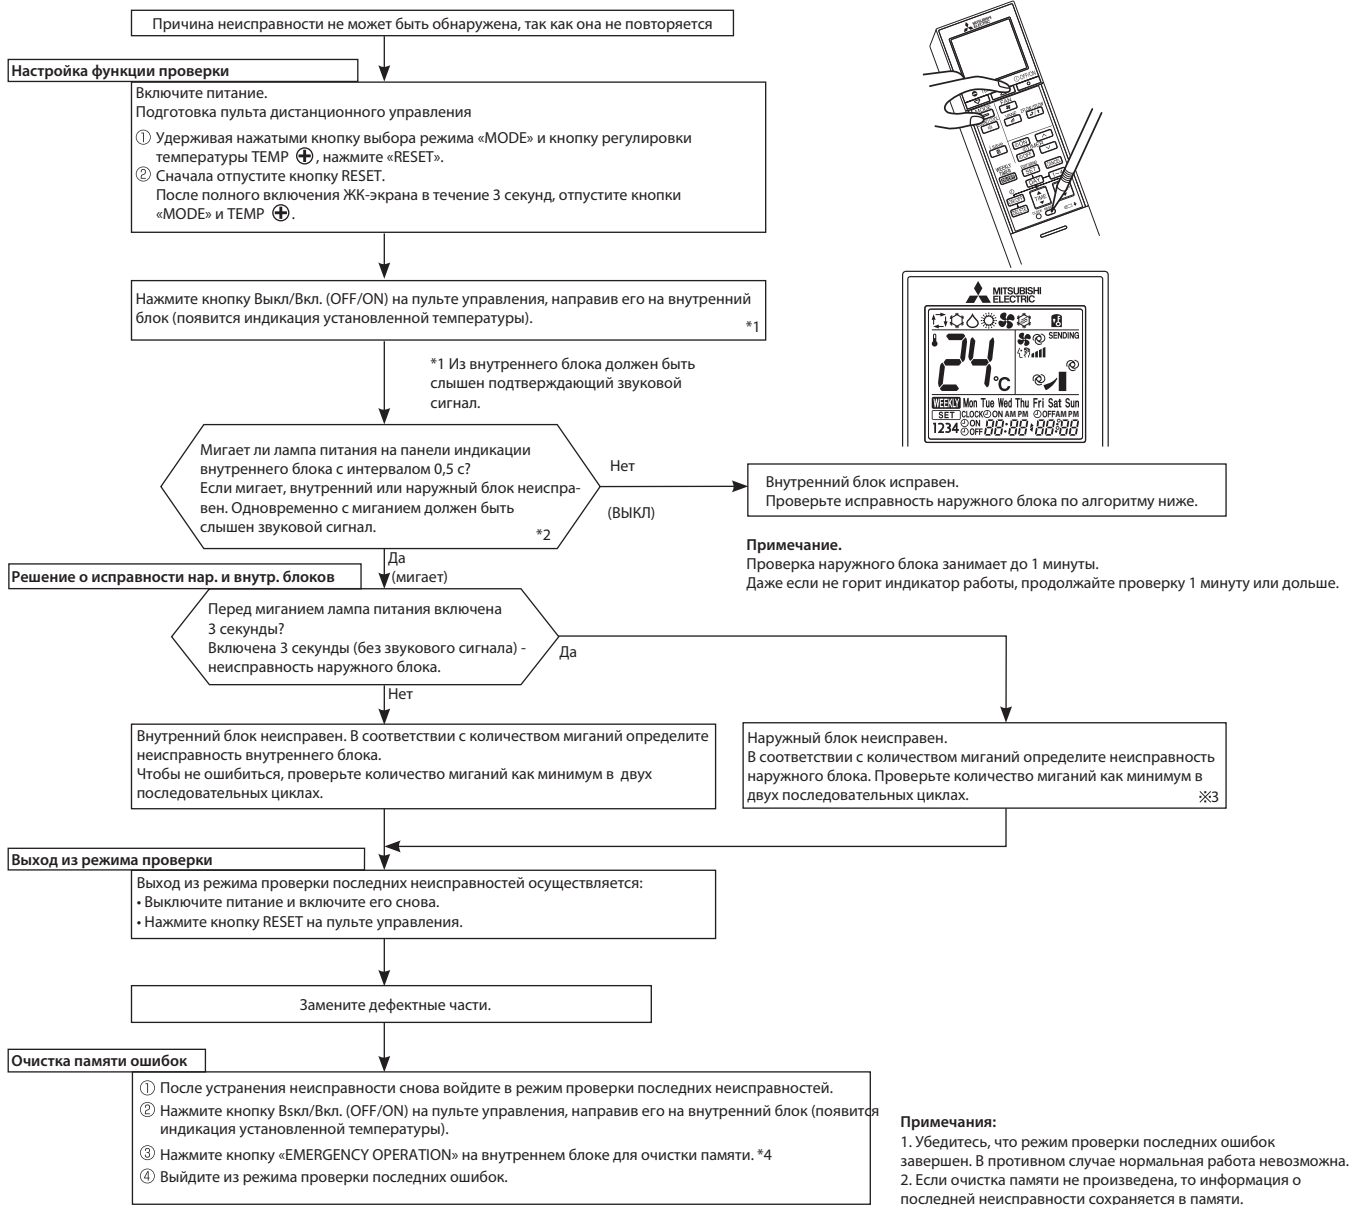 Причина неисправности не может быть обнаружена, так как она не повторяется
Настройка функции проверки
Включите питание.
Подготовка пульта дистанционного управления
① Удерживая нажатыми кнопку выбора режима «MODE» и кнопку регулировки
температуры TEMP ⊕, нажмите «RESET».
② Сначала отпустите кнопку RESET.
После полного включения ЖК-экрана в течение 3 секунд, отпустите кнопки
«MODE» и TEMP ⊕.
Нажмите кнопку Выкл/Вкл. (OFF/ON) на пульте управления, направив его на внутренний
блок (появится индикация установленной температуры).
*1
*1 Из внутреннего блока должен быть
слышен подтверждающий звуковой
сигнал.
MITSUBISHI
ELECTRIC
SENDING
24 °C
WEEKLY Mon Tue Wed Thu Fri Sat Sun
SET CLOCK ON AM PM OFF AM PM
1234 ON OFF 88:88 88:88
Мигает ли лампа питания на панели индикации
внутреннего блока с интервалом 0,5 с?
Если мигает, внутренний или наружный блок неиспра-
вен. Одновременно с миганием должен быть
слышен звуковой сигнал.
*2
Нет
(ВЫКЛ)
Внутренний блок исправен.
Проверьте исправность наружного блока по алгоритму ниже.
Примечание.
Проверка наружного блока занимает до 1 минуты.
Даже если не горит индикатор работы, продолжайте проверку 1 минуту или дольше.
Да
(мигает)
Решение о исправности нар. и внутр. блоков
Перед миганием лампа питания включена
3 секунды?
Включена 3 секунды (без звукового сигнала) -
неисправность наружного блока.
Да
Нет
Внутренний блок неисправен. В соответствии с количеством миганий определите
неисправность внутреннего блока.
Чтобы не ошибиться, проверьте количество миганий как минимум в двух
последовательных циклах.
Наружный блок неисправен.
В соответствии с количеством миганий определите неисправность
наружного блока. Проверьте количество миганий как минимум в
двух последовательных циклах.
※3
Выход из режима проверки
Выход из режима проверки последних неисправностей осуществляется:
• Выключите питание и включите его снова.
• Нажмите кнопку RESET на пульте управления.
Замените дефектные части.
Очистка памяти ошибок
① После устранения неисправности снова войдите в режим проверки последних неисправностей.
② Нажмите кнопку Вsкл/Вкл. (OFF/ON) на пульте управления, направив его на внутренний блок (появится
индикация установленной температуры).
③ Нажмите кнопку «EMERGENCY OPERATION» на внутреннем блоке для очистки памяти. *4
④ Выйдите из режима проверки последних ошибок.
Примечания:
1. Убедитесь, что режим проверки последних ошибок
завершен. В противном случае нормальная работа невозможна.
2. Если очистка памяти не произведена, то информация о
последней неисправности сохраняется в памяти.